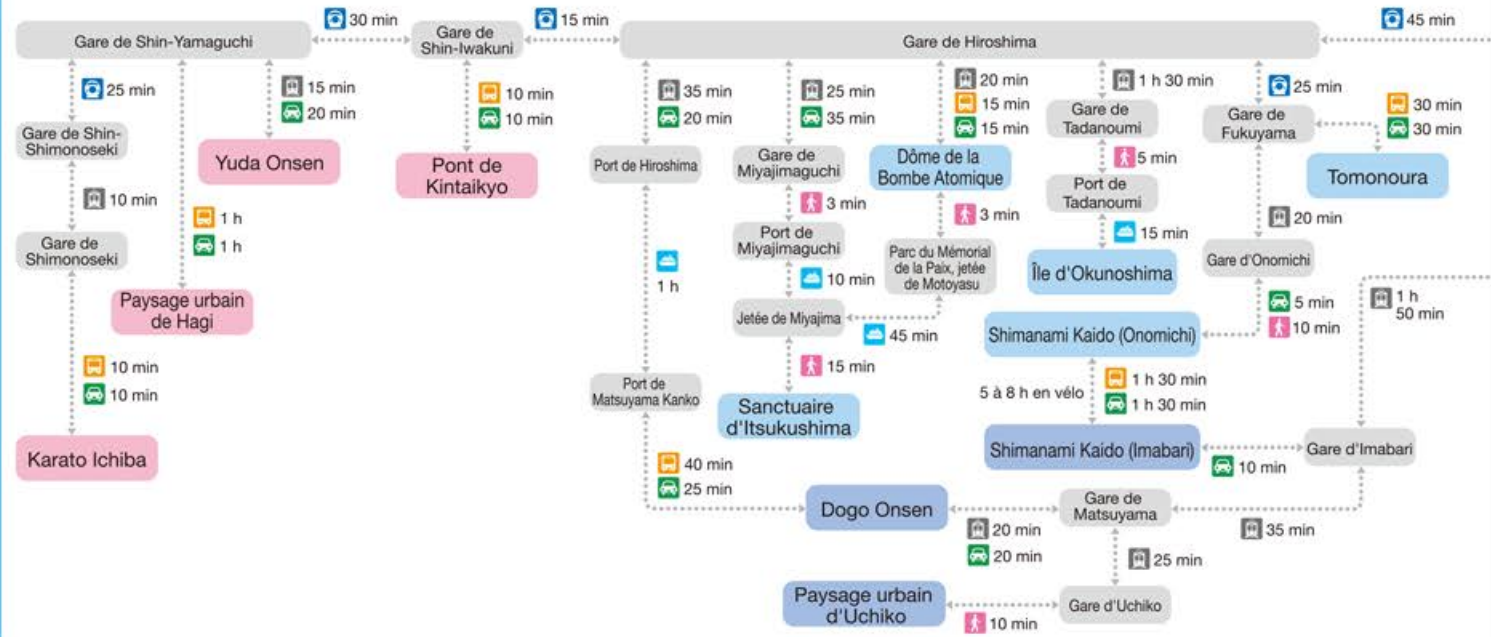 30 min
15 min
45 min
Gare de Shin-Yamaguchi
Gare de
Shin-Iwakuni
Gare de Hiroshima
25 min
15 min
20 min
10 min
10 min
35 min
20 min
25 min
35 min
20 min
15 min
15 min
1 h 30 min
25 min
30 min
30 min
Gare de Shin-
Shimonoseki
Yuda Onsen
Pont de
Kintaikyo
Port de Hiroshima
Gare de
Miyajimaguchi
Dôme de la
Bombe Atomique
Gare de
Tadanoumi
Gare de
Fukuyama
Tomonoura
5 min
Port de
Tadanoumi
10 min
1 h
1 h
3 min
3 min
20 min
Gare de
Shimonoseki
Port de
Miyajimaguchi
Parc du Mémorial
de la Paix, jetée
de Motoyasu
15 min
Île d'Okunoshima
Gare d'Onomichi
1 h
10 min
Paysage urbain
de Hagi
Jetée de Miyajima
45 min
5 min
10 min
1 h
50 min
Shimanami Kaido (Onomichi)
10 min
10 min
15 min
Port de
Matsuyama Kanko
5 à 8 h en vélo
1 h 30 min
1 h 30 min
Sanctuaire
d'Itsukushima
Karato Ichiba
Shimanami Kaido (Imabari)
10 min
Gare d'Imabari
40 min
25 min
Dogo Onsen
20 min
20 min
Gare de
Matsuyama
35 min
25 min
Paysage urbain
d'Uchiko
10 min
Gare d'Uchiko